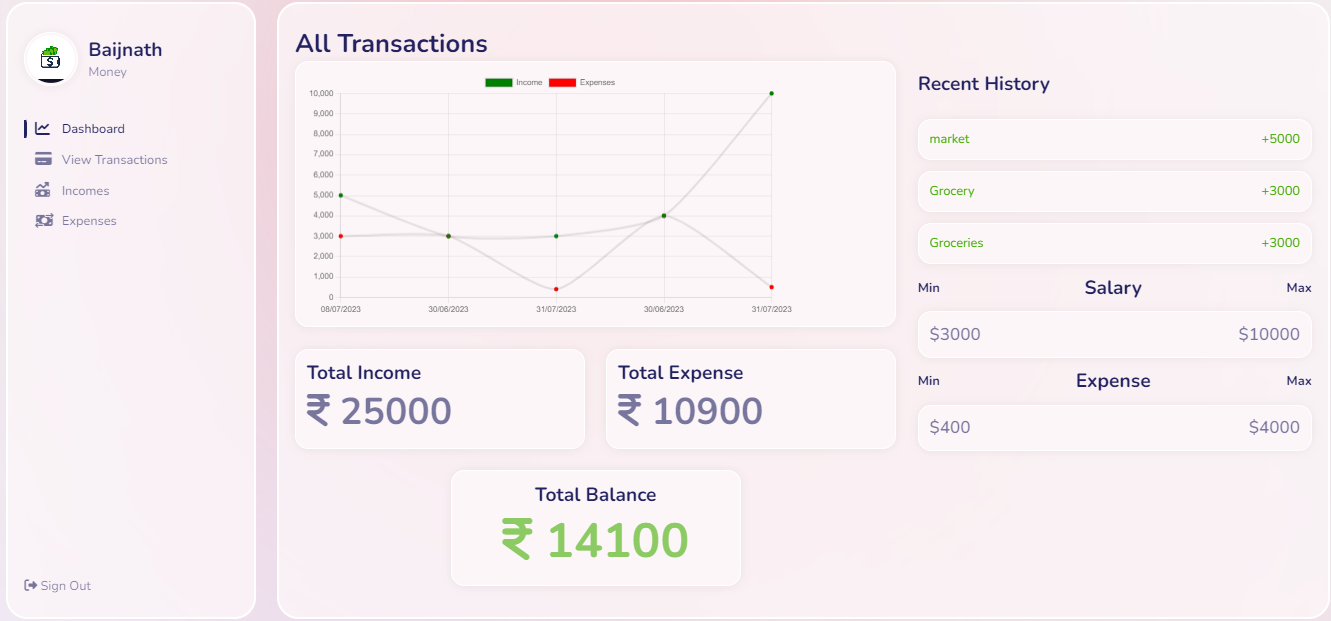 Baijnath
Money
Dashboard
View Transactions
Incomes
Expenses
Sign Out
All Transactions
Income Expenses
10,000
9,000
8,000
7,000
6,000
5,000
4,000
3,000
2,000
1,000
0
08/07/2023 30/06/2023 31/07/2023 30/06/2023 31/07/2023
Total Income
₹ 25000
Total Expense
₹ 10900
Total Balance
₹ 14100
Recent History
market +5000
Grocery +3000
Groceries +3000
Min Salary Max
$3000 $10000
Min Expense Max
$400 $4000